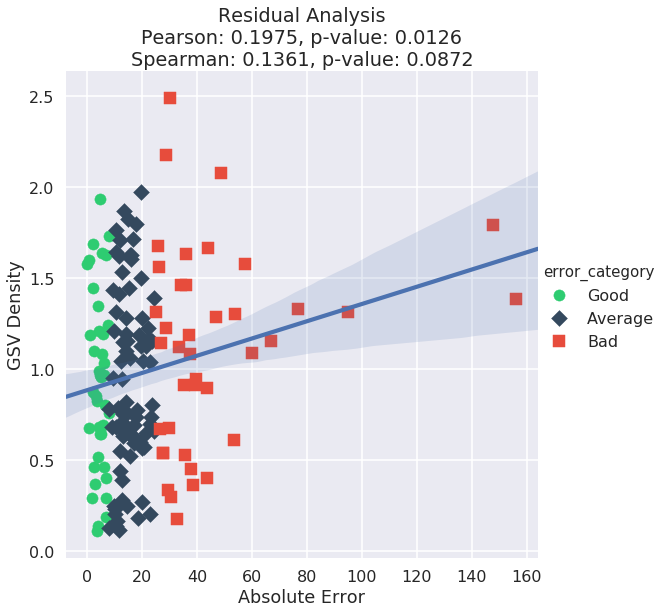 Residual Analysis
Pearson: 0.1975, p-value: 0.0126
Spearman: 0.1361, p-value: 0.0872
GSV Density
2.5
2.0
1.5
1.0
0.5
0.0
0 20 40 60 80 100 120 140 160
Absolute Error
error_category
Good
Average
Bad